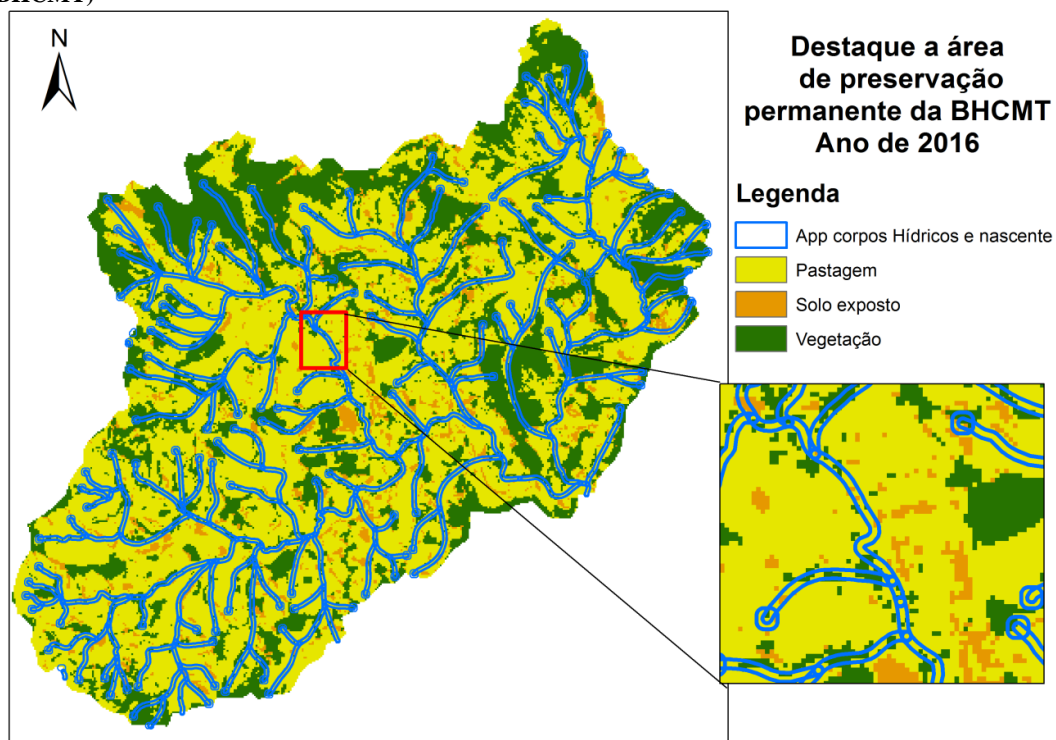 BHCMT)
N
Destaque a área
de preservação
permanente da BHCMT
Ano de 2016
Legenda
App corpos Hídricos e nascente
Pastagem
Solo exposto
Vegetação